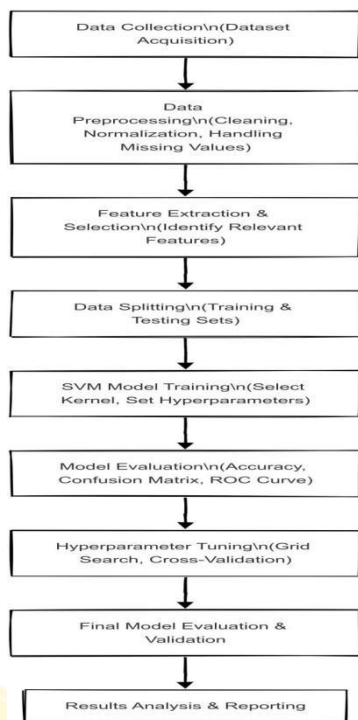 Data Collection\n(Dataset
Acquisition)
Data
Preprocessing\n(Cleaning,
Normalization, Handling
Missing Values)
Feature Extraction &
Selection\n(Identify Relevant
Features)
Data Splitting\n(Training &
Testing Sets)
SVM Model Training\n(Select
Kernel, Set Hyperparameters)
Model Evaluation\n(Accuracy,
Confusion Matrix, ROC Curve)
Hyperparameter Tuning\n(Grid
Search, Cross-Validation)
Final Model Evaluation &
Validation
Results Analysis & Reporting